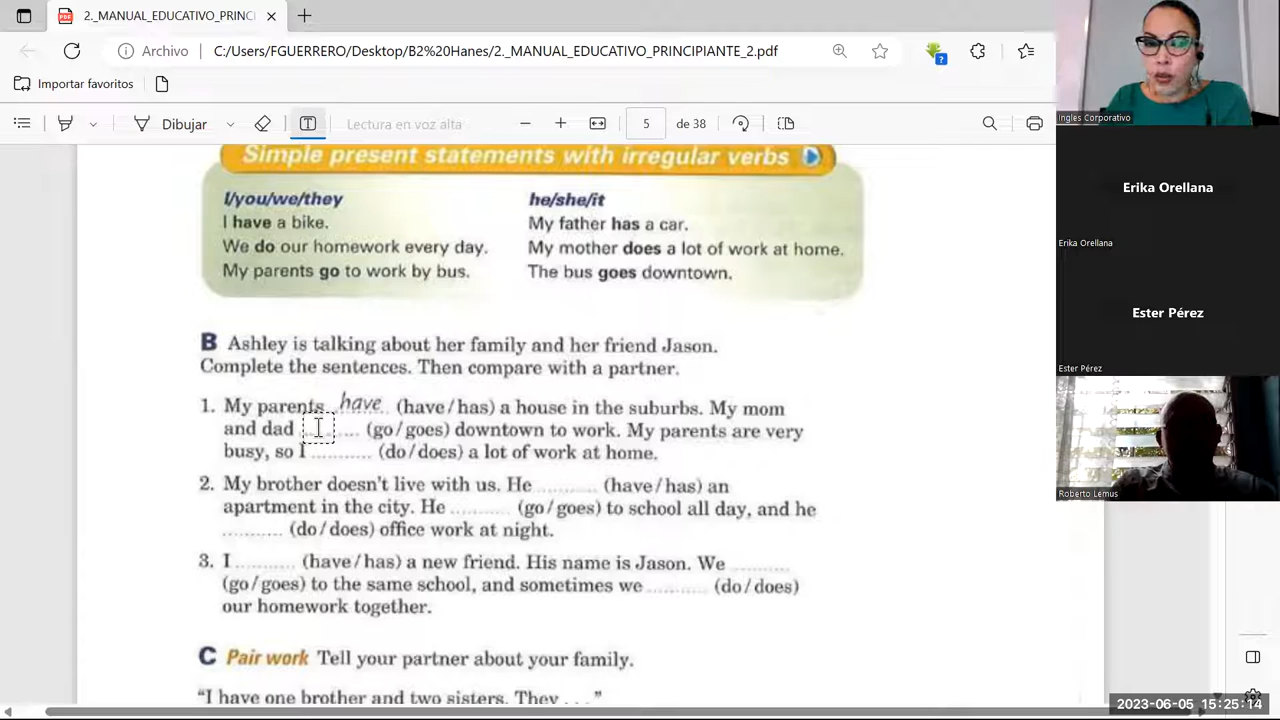 2._MANUAL_EDUCATIVO_PRINCI
Archivo
C:/Users/FGUERRERO/Desktop/B2%20Hanes/2._MANUAL_EDUCATIVO_PRINCIPIANTE_2.pdf
Importar favoritos
Dibujar
Lectura en voz alta
5
de 38
Simple present statements with irregular verbs
I/you/we/they
I have a bike.
We do our homework every day.
My parents go to work by bus.
he/she/it
My father has a car.
My mother does a lot of work at home.
The bus goes downtown.
B Ashley is talking about her family and her friend Jason.
Complete the sentences. Then compare with a partner.
1. My parents have (have/has) a house in the suburbs. My mom
and dad .......... (go/goes) downtown to work. My parents are very
busy, so I .......... (do/does) a lot of work at home.
2. My brother doesn't live with us. He .......... (have/has) an
apartment in the city. He .......... (go/goes) to school all day, and he
.......... (do/does) office work at night.
3. I .......... (have/has) a new friend. His name is Jason. We ..........
(go/goes) to the same school, and sometimes we .......... (do/does)
our homework together.
C Pair work Tell your partner about your family.
"I have one brother and two sisters. They . . . "
Ingles Corporativo
Erika Orellana
Erika Orellana
Ester Pérez
Ester Pérez
Roberto Lemus
2023-06-05 15:25:14